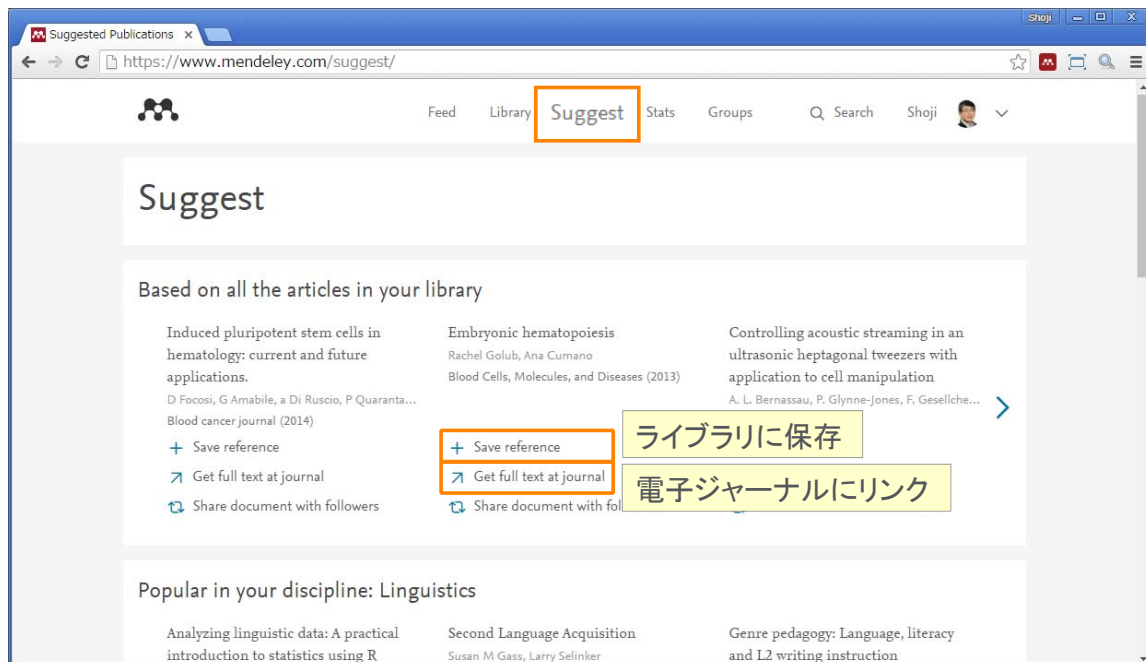 Shoji
Suggested Publications
https://www.mendeley.com/suggest/
Feed Library Suggest Stats Groups Search Shoji
Suggest
Based on all the articles in your library
Induced pluripotent stem cells in
hematology: current and future
applications.
D Focosi, G Amabile, a Di Ruscio, P Quaranta...
Blood cancer journal (2014)
+ Save reference
Get full text at journal
Share document with followers
Embryonic hematopoiesis
Rachel Golub, Ana Cumano
Blood Cells, Molecules, and Diseases (2013)
+ Save reference
Get full text at journal
Share document with fol
Controlling acoustic streaming in an
ultrasonic heptagonal tweezers with
application to cell manipulation
A. L. Bernassau, P. Glynne-Jones, F. Gesellche...
ライブラリに保存
電子ジャーナルにリンク
Popular in your discipline: Linguistics
Analyzing linguistic data: A practical
introduction to statistics using R
Second Language Acquisition
Susan M Gass, Larry Selinker
Genre pedagogy: Language, literacy
and L2 writing instruction